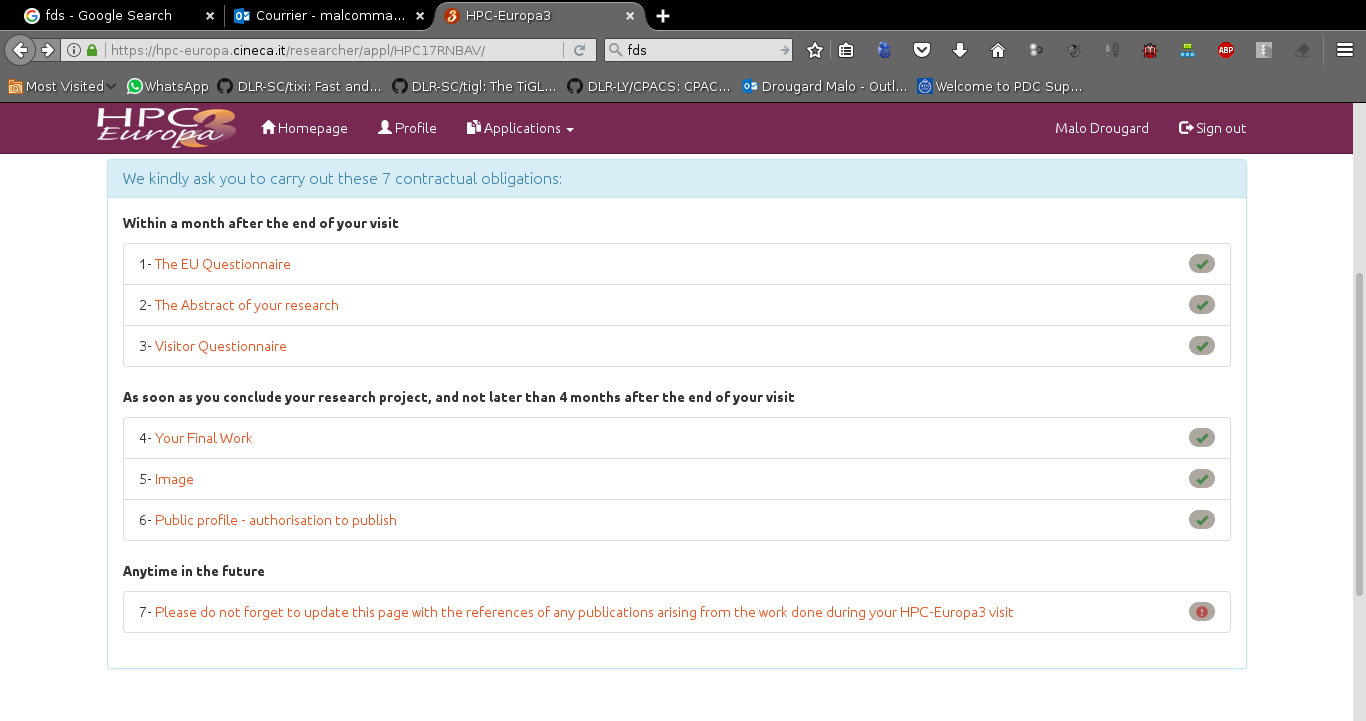 fds - Google Search
Courrier - malcomma...
HPC-Europa3
https://hpc-europa.cineca.it/researcher/appl/HPC17RNBAV/
fds
ABP
Most Visited
WhatsApp
DLR-SC/tixi: Fast and...
DLR-SC/tigl: The TiGL...
DLR-LY/CPACS: CPAC...
Drougard Malo - Outl...
Welcome to PDC Sup...
HPC3 Europa
Homepage
Profile
Applications
Malo Drougard
Sign out
We kindly ask you to carry out these 7 contractual obligations:
Within a month after the end of your visit
1- The EU Questionnaire
2- The Abstract of your research
3- Visitor Questionnaire
As soon as you conclude your research project, and not later than 4 months after the end of your visit
4- Your Final Work
5- Image
6- Public profile - authorisation to publish
Anytime in the future
7- Please do not forget to update this page with the references of any publications arising from the work done during your HPC-Europa3 visit